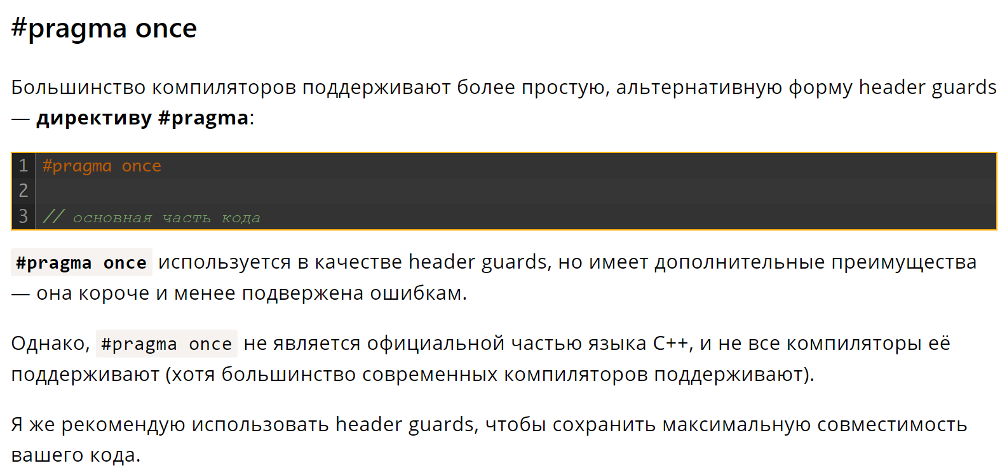 #pragma once
Большинство компиляторов поддерживают более простую, альтернативную форму header guards
— директиву #pragma:
1 #pragma once
2
3 // основная часть кода
#pragma once используется в качестве header guards, но имеет дополнительные преимущества
— она короче и менее подвержена ошибкам.
Однако, #pragma once не является официальной частью языка C++, и не все компиляторы её
поддерживают (хотя большинство современных компиляторов поддерживают).
Я же рекомендую использовать header guards, чтобы сохранить максимальную совместимость
вашего кода.